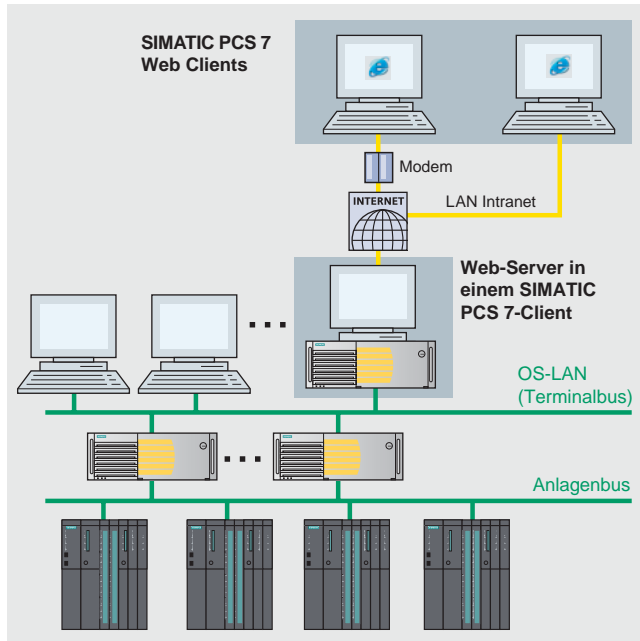 SIMATIC PCS 7
Web Clients
Modem
INTERNET
LAN Intranet
Web-Server in
einem SIMATIC
PCS 7-Client
OS-LAN
(Terminalbus)
Anlagenbus